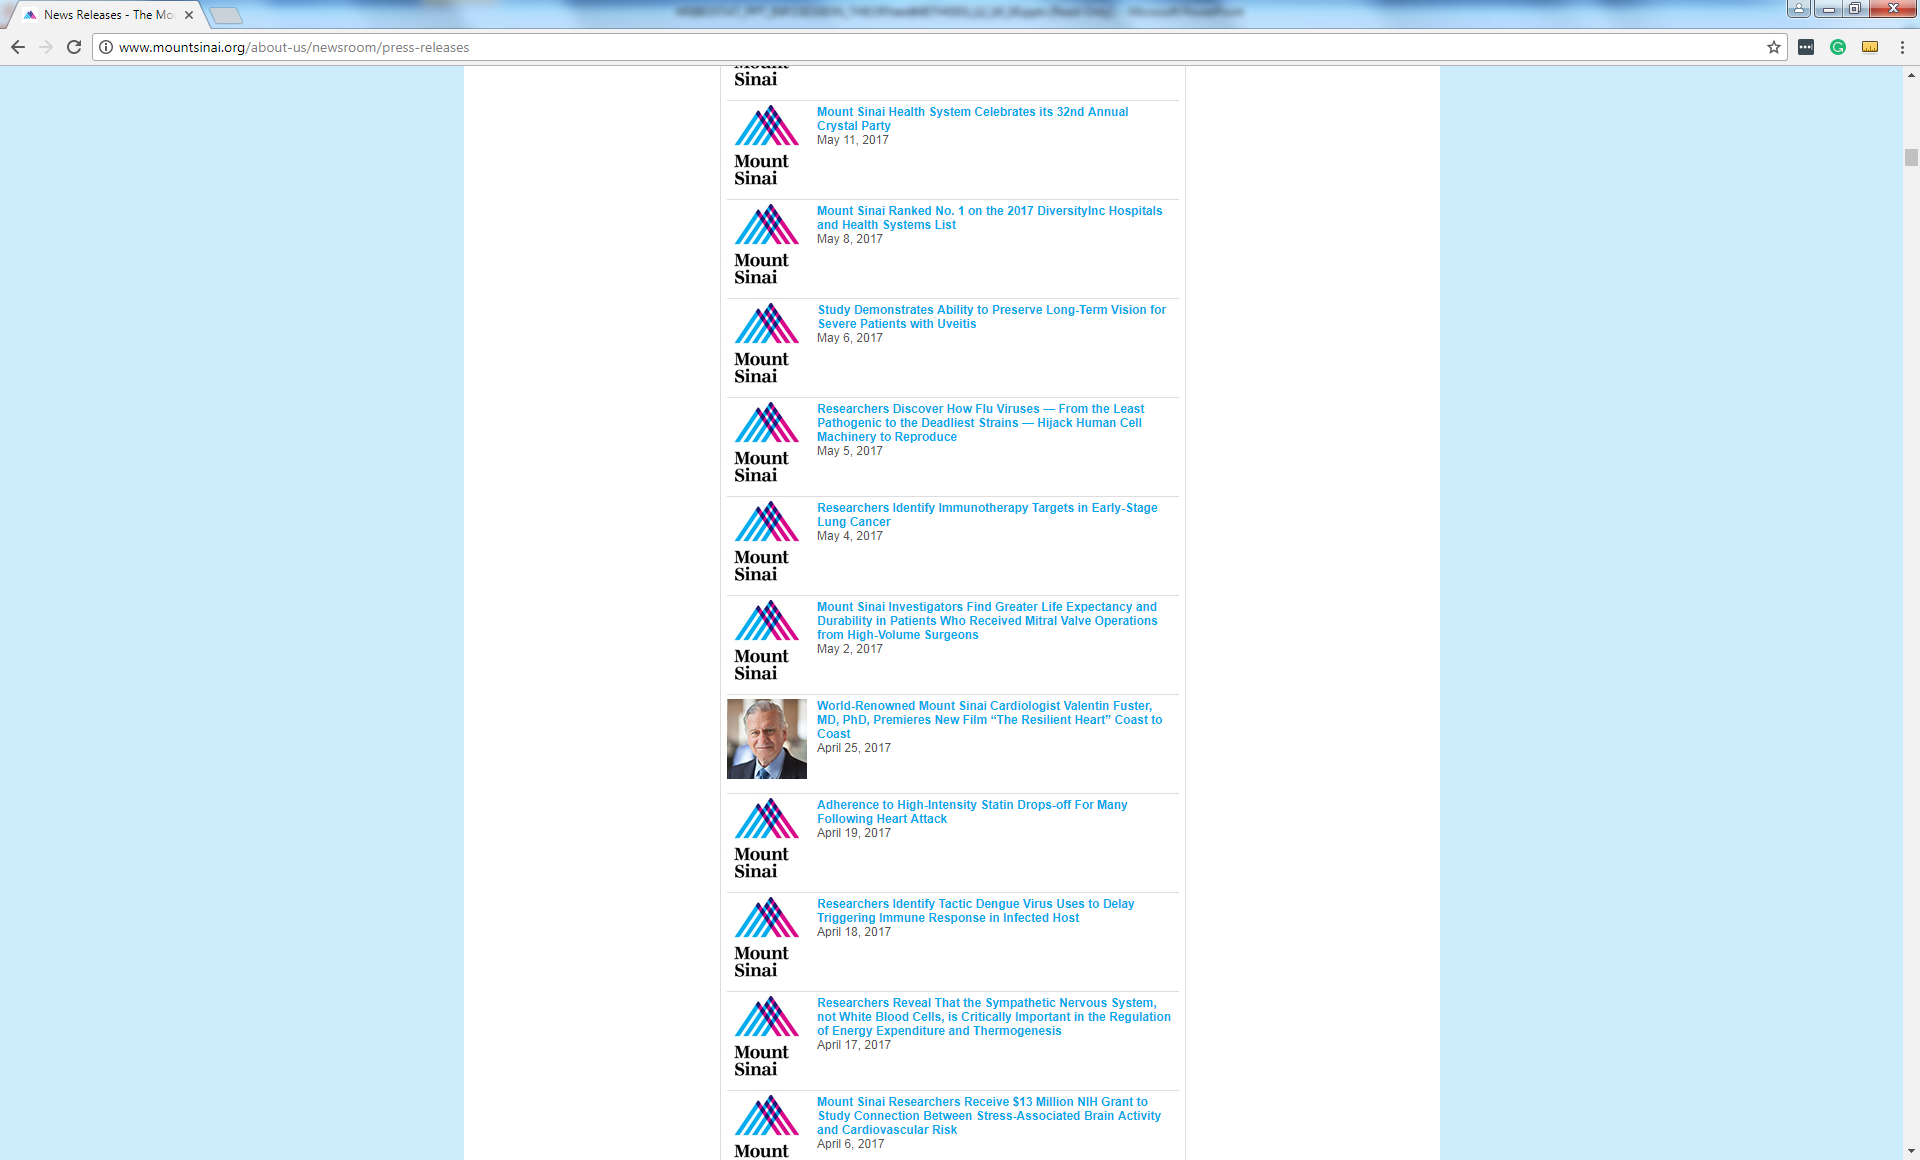 News Releases - The Mo
www.mountsinai.org/about-us/newsroom/press-releases
Sinai
Mount Sinai Health System Celebrates its 32nd Annual
Crystal Party
May 11, 2017
Mount
Sinai
Mount Sinai Ranked No. 1 on the 2017 DiversityInc Hospitals
and Health Systems List
May 8, 2017
Mount
Sinai
Study Demonstrates Ability to Preserve Long-Term Vision for
Severe Patients with Uveitis
May 6, 2017
Mount
Sinai
Researchers Discover How Flu Viruses — From the Least
Pathogenic to the Deadliest Strains — Hijack Human Cell
Machinery to Reproduce
May 5, 2017
Mount
Sinai
Researchers Identify Immunotherapy Targets in Early-Stage
Lung Cancer
May 4, 2017
Mount
Sinai
Mount Sinai Investigators Find Greater Life Expectancy and
Durability in Patients Who Received Mitral Valve Operations
from High-Volume Surgeons
May 2, 2017
Mount
Sinai
World-Renowned Mount Sinai Cardiologist Valentin Fuster,
MD, PhD, Premieres New Film “The Resilient Heart” Coast to
Coast
April 25, 2017
Adherence to High-Intensity Statin Drops-off For Many
Following Heart Attack
April 19, 2017
Mount
Sinai
Researchers Identify Tactic Dengue Virus Uses to Delay
Triggering Immune Response in Infected Host
April 18, 2017
Mount
Sinai
Researchers Reveal That the Sympathetic Nervous System,
not White Blood Cells, is Critically Important in the Regulation
of Energy Expenditure and Thermogenesis
April 17, 2017
Mount
Sinai
Mount Sinai Researchers Receive $13 Million NIH Grant to
Study Connection Between Stress-Associated Brain Activity
and Cardiovascular Risk
April 6, 2017
Mount